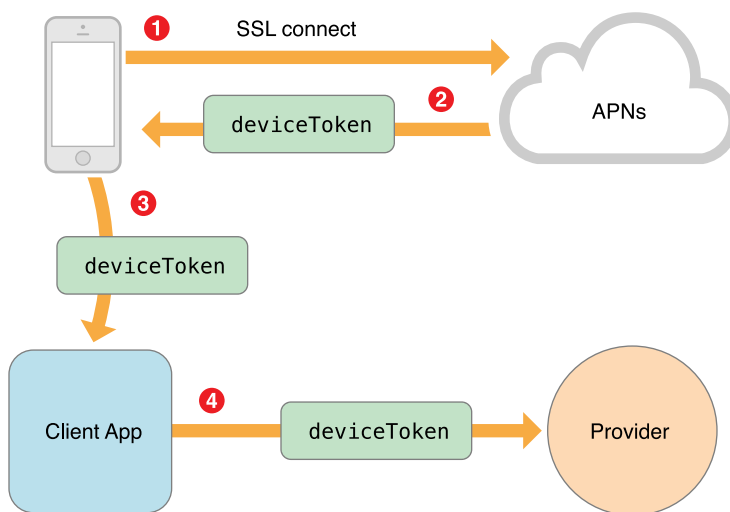 1
SSL connect
APNs
2
deviceToken
3
deviceToken
4
Client App
deviceToken
Provider